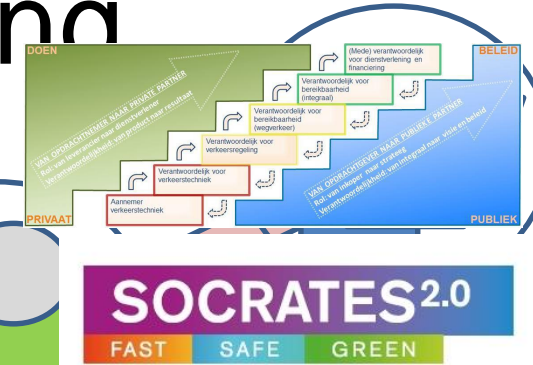 ng
DOEN
BELEID
(Mede) verantwoordelijk
voor dienstverlening en
financiering
Verantwoordelijk voor
bereikbaarheid
(integraal)
Verantwoordelijk voor
bereikbaarheid
(wegverkeer)
Verantwoordelijk voor
verkeersregeling
Verantwoordelijk voor
verkeerstechniek
Aannemer
verkeerstechniek
VAN OPDRACHTNEMER NAAR PRIVATE PARTNER
Rol: van leverancier naar dienstverlener
Verantwoordelijkheid: van product naar resultaat
VAN OPDRACHTGEVER NAAR PUBLIEKE PARTNER
Rol: van inkoper naar strateeg
Verantwoordelijkheid: van integraal naar visie en beleid
PRIVAAT
PUBLIEK
SOCRATES2.0
FAST SAFE GREEN